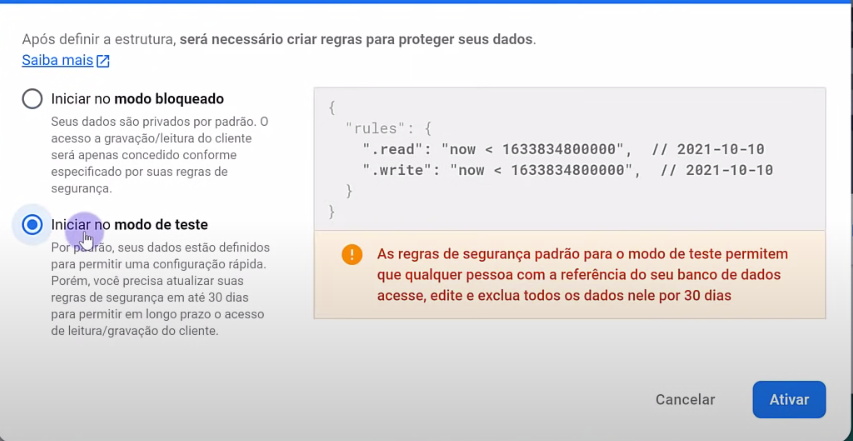 Após definir a estrutura, será necessário criar regras para proteger seus dados.
Saiba mais
Iniciar no modo bloqueado
Seus dados são privados por padrão. O
acesso a gravação/leitura do cliente
será apenas concedido conforme
especificado por suas regras de
segurança.
Iniciar no modo de teste
Por padrão, seus dados estão definidos
para permitir uma configuração rápida.
Porém, você precisa atualizar suas
regras de segurança em até 30 dias
para permitir em longo prazo o acesso
de leitura/gravação do cliente.
{
"rules": {
".read": "now < 1633834800000", // 2021-10-10
".write": "now < 1633834800000", // 2021-10-10
}
}
As regras de segurança padrão para o modo de teste permitem
que qualquer pessoa com a referência do seu banco de dados
acesse, edite e exclua todos os dados nele por 30 dias
Cancelar
Ativar